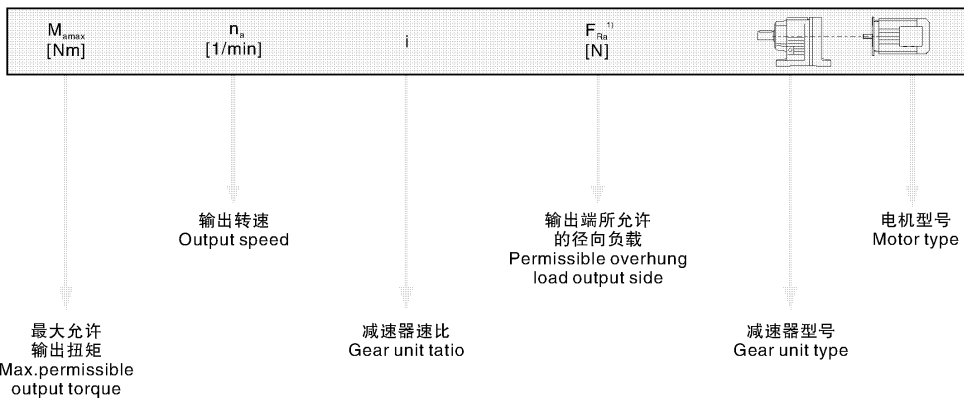 Mamax
[Nm]
na
[1/min]
i
FRa 1)
[N]
输出转速
Output speed
输出端所允许
的径向负载
Permissible overhung
load output side
电机型号
Motor type
最大允许
输出扭矩
Max.permissible
output torque
减速器速比
Gear unit tatio
减速器型号
Gear unit type